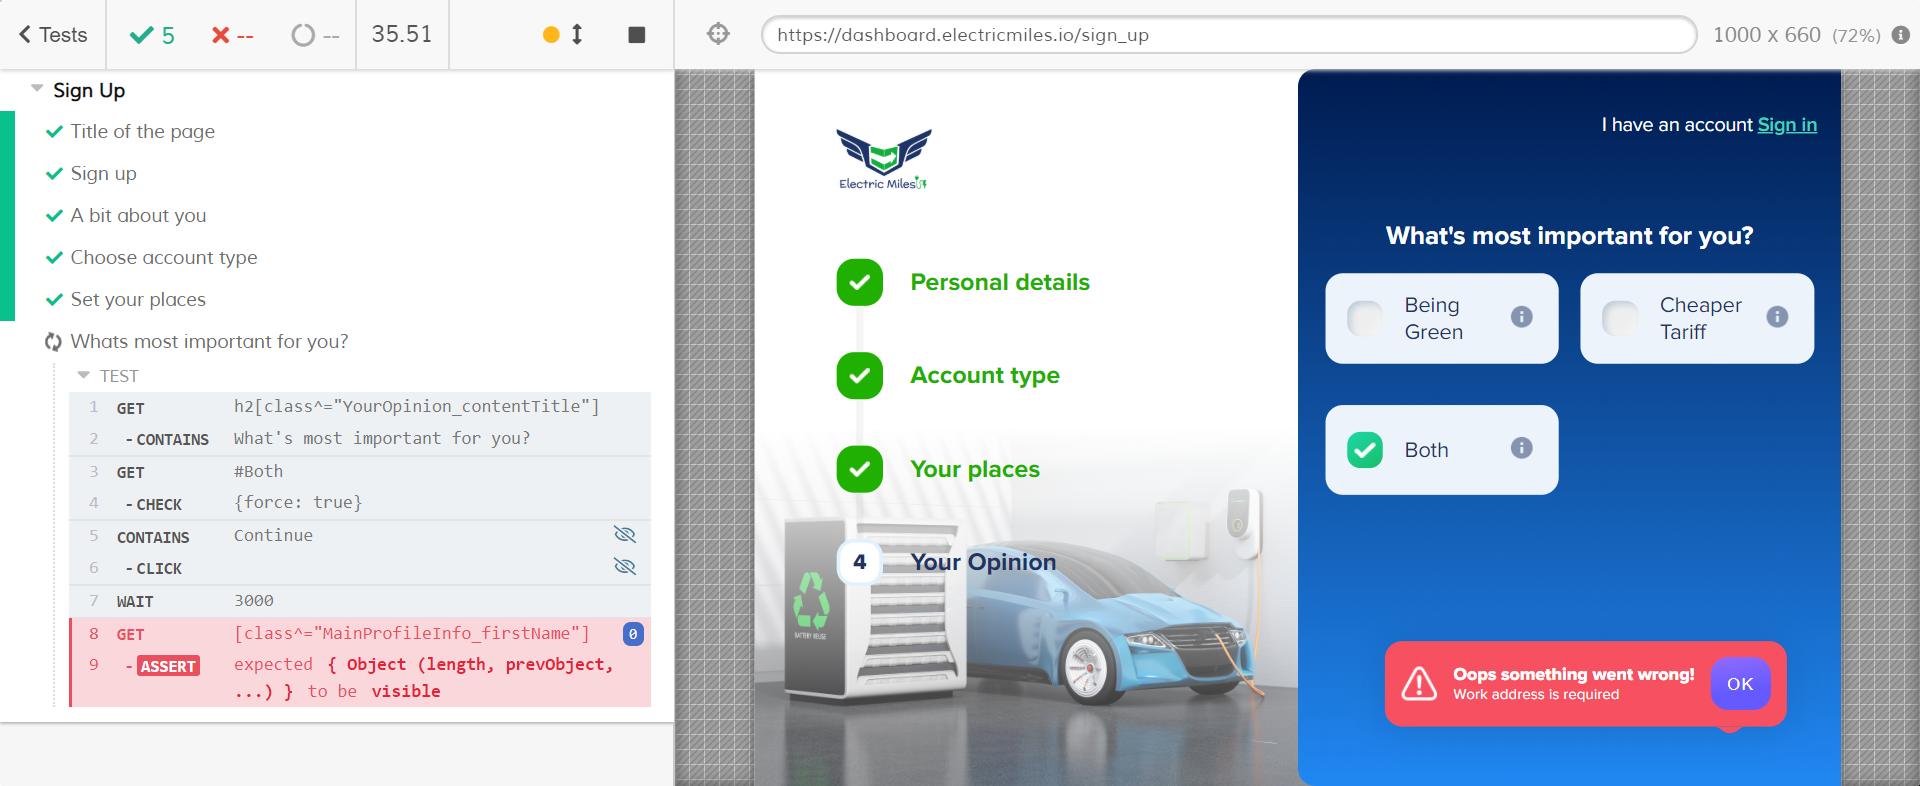 Tests
5
--
--
35.51
https://dashboard.electricmiles.io/sign_up
1000 x 660 (72%)
Sign Up
Title of the page
Sign up
A bit about you
Choose account type
Set your places
Whats most important for you?
TEST
1 GET h2[class^="YourOpinion_contentTitle"]
2 -CONTAINS What's most important for you?
3 GET #Both
4 -CHECK {force: true}
5 CONTAINS Continue
6 -CLICK
7 WAIT 3000
8 GET [class^="MainProfileInfo_firstName"] 0
9 -ASSERT expected { Object (length, prevObject,
...) } to be visible
Electric Miles
Personal details
Account type
Your places
4 Your Opinion
BATTERY REUSE
I have an account Sign in
What's most important for you?
Being
Green
Cheaper
Tariff
Both
Oops something went wrong!
Work address is required
OK